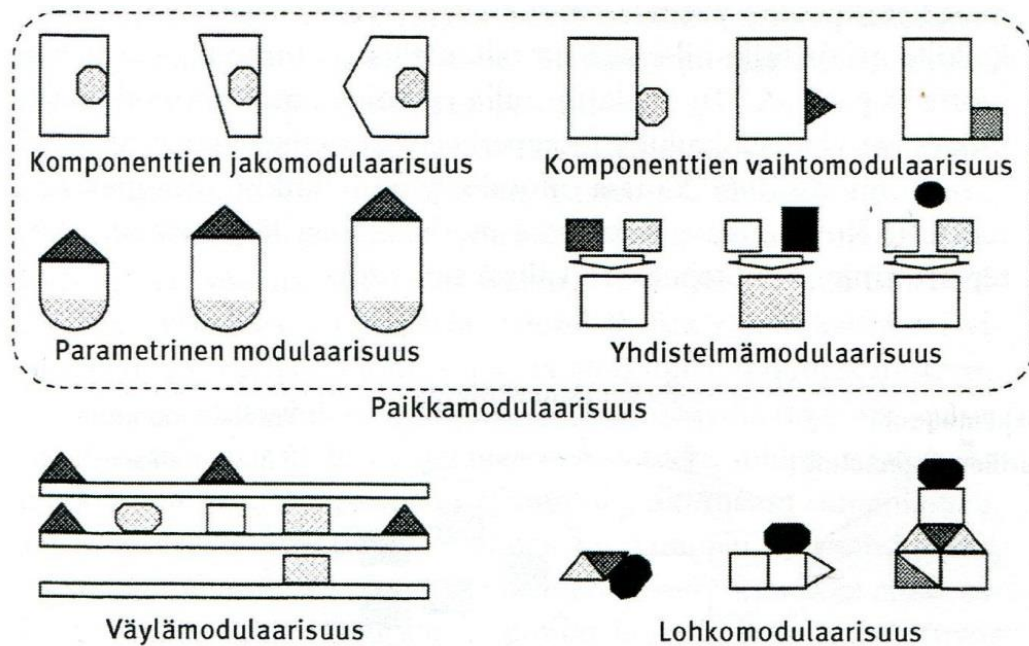 Komponenttien jakomodulaarisuus
Komponenttien vaihtomodulaarisuus
Parametrinen modulaarisuus
Yhdistelmämodulaarisuus
Paikkamodulaarisuus
Väylämodulaarisuus
Lohkomodulaarisuus